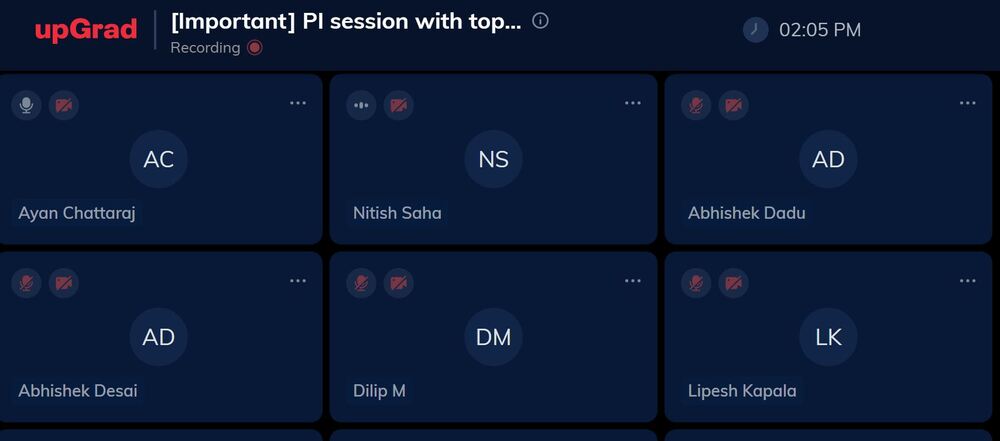 upGrad
[Important] PI session with top...
Recording
02:05 PM
AC
Ayan Chattaraj
NS
Nitish Saha
AD
Abhishek Dadu
AD
Abhishek Desai
DM
Dilip M
LK
Lipesh Kapala